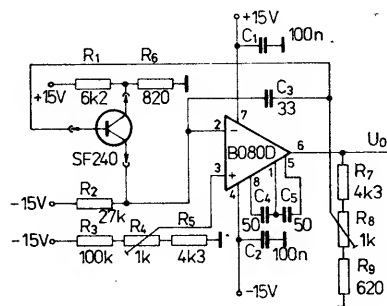 +15V
C1 100n
R1 R6
+15V 6k2 820
C3
33
SF240
7
2 −
B080D 6 U0
3 +
5
1
8
4
R2
−15V 27k
R3 R4 R5
−15V 100k 1k 4k3
C4 C5
50 50
C2 100n
−15V
R7
4k3
R8
1k
R9
620